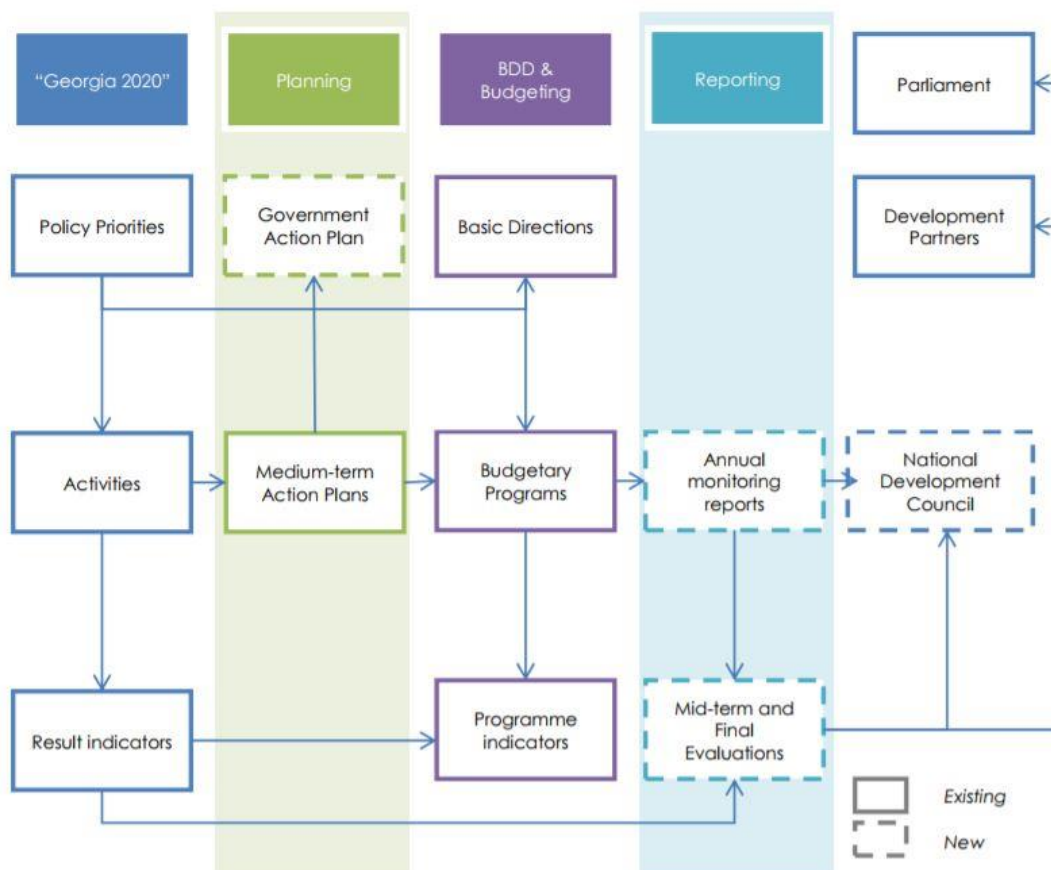 “Georgia 2020”
Planning
BDD &
Budgeting
Reporting
Parliament
Policy Priorities
Government
Action Plan
Basic Directions
Development
Partners
Activities
Medium-term
Action Plans
Budgetary
Programs
Annual
monitoring
reports
National
Development
Council
Result indicators
Programme
indicators
Mid-term and
Final
Evaluations
Existing
New